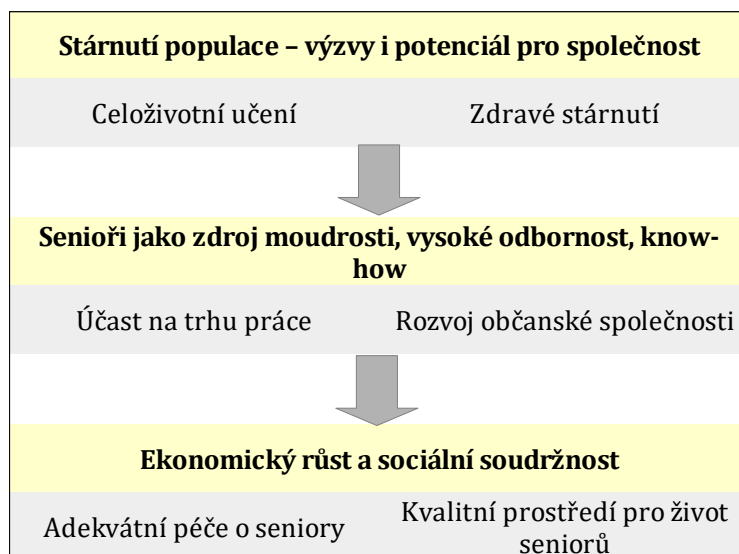 Stárnutí populace – výzvy i potenciál pro společnost
Celoživotní učení
Zdravé stárnutí
Senioři jako zdroj moudrosti, vysoké odbornost, know-
how
Účast na trhu práce
Rozvoj občanské společnosti
Ekonomický růst a sociální soudržnost
Adekvátní péče o seniory
Kvalitní prostředí pro život
seniorů